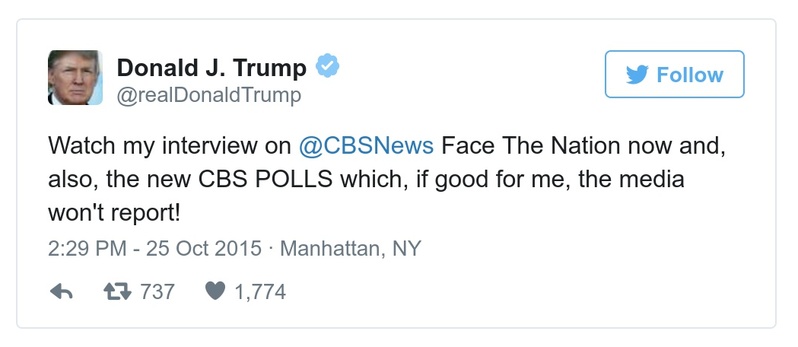 Donald J. Trump
@realDonaldTrump
Follow
Watch my interview on @CBSNews Face The Nation now and,
also, the new CBS POLLS which, if good for me, the media
won't report!
2:29 PM - 25 Oct 2015 · Manhattan, NY
737 1,774